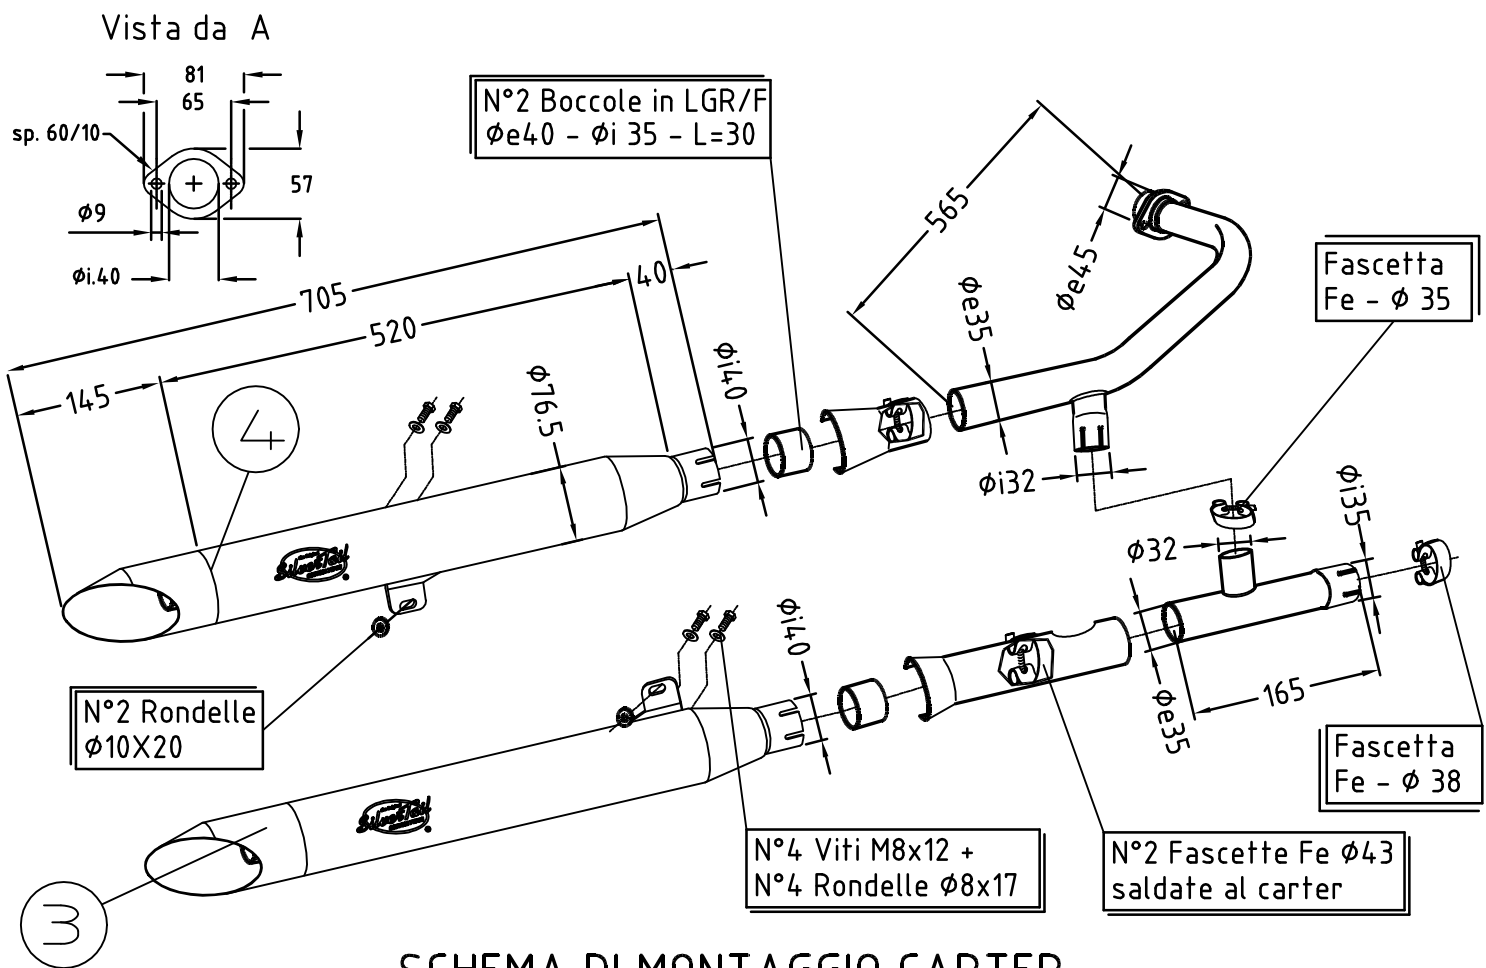 Vista da A
81
65
sp. 60/10
57
Ø9
Øi.40
N°2 Boccole in LGR/F
Øe40 - Øi 35 - L=30
705
520
40
145
Ø76.5
Øi40
565
Øe45
Øe35
Øi32
Fascetta
Fe - Ø 35
4
SilverTail
®
Ø32
Øi35
165
Øe35
Øi40
N°2 Rondelle
Ø10X20
Fascetta
Fe - Ø 38
SilverTail
®
N°4 Viti M8x12 +
N°4 Rondelle Ø8x17
N°2 Fascette Fe Ø43
saldate al carter
3
SCHEMA DI MONTAGGIO CARTER